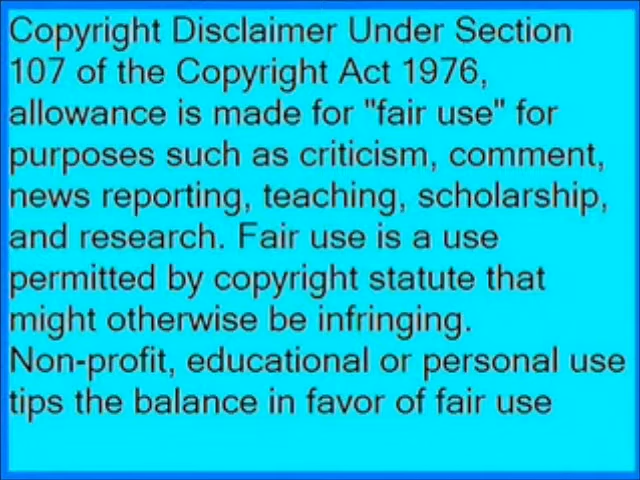 Copyright Disclaimer Under Section
107 of the Copyright Act 1976,
allowance is made for "fair use" for
purposes such as criticism, comment,
news reporting, teaching, scholarship,
and research. Fair use is a use
permitted by copyright statute that
might otherwise be infringing.
Non-profit, educational or personal use
tips the balance in favor of fair use